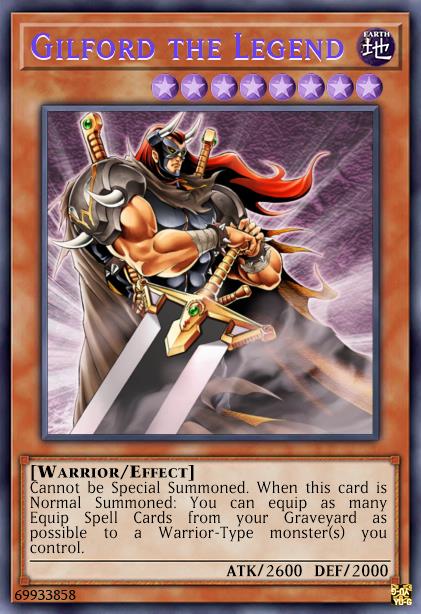 Gilford the Legend
EARTH
地
[Warrior/Effect]
Cannot be Special Summoned. When this card is
Normal Summoned: You can equip as many
Equip Spell Cards from your Graveyard as
possible to a Warrior-Type monster(s) you
control.
ATK/2600 DEF/2000
69933858